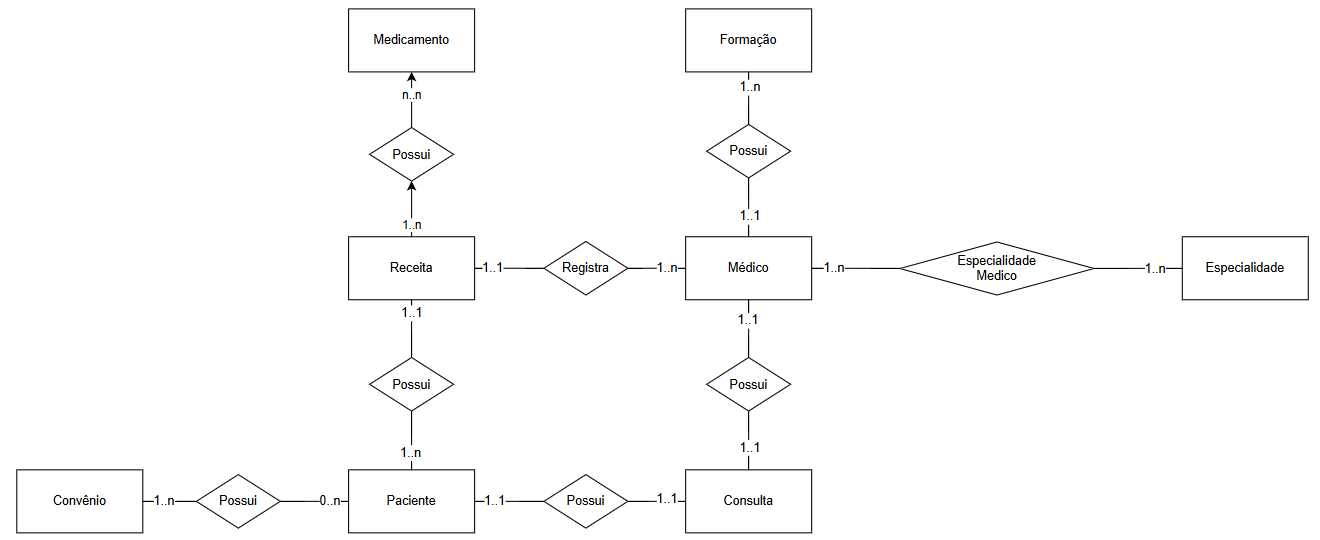 Medicamento
Formação
n..n
1..n
Possui
Possui
1..n
1..1
Receita
1..1
Registra
1..n
Médico
1..n
Especialidade
Medico
1..n
Especialidade
1..1
1..1
Possui
Possui
1..n
1..1
Convênio
1..n
Possui
0..n
Paciente
1..1
Possui
1..1
Consulta